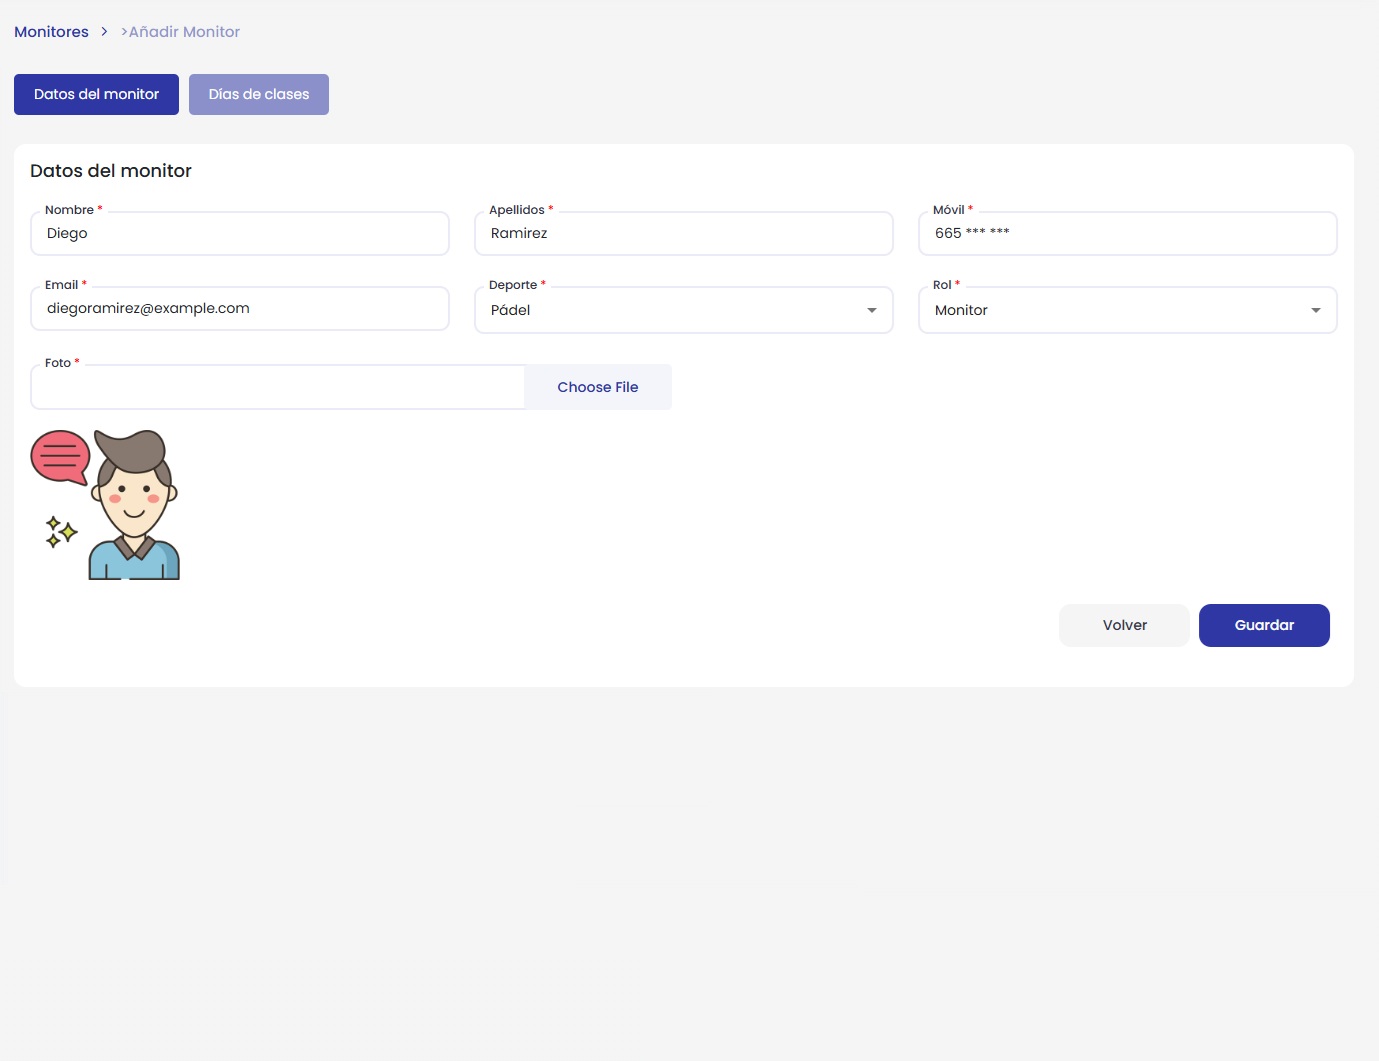 Monitores > >Añadir Monitor
Datos del monitor Días de clases
Datos del monitor
Nombre * Apellidos * Móvil *
Diego Ramirez 665 *** ***
Email * Deporte * Rol *
diegoramirez@example.com Pádel Monitor
Foto *
Choose File
Volver Guardar